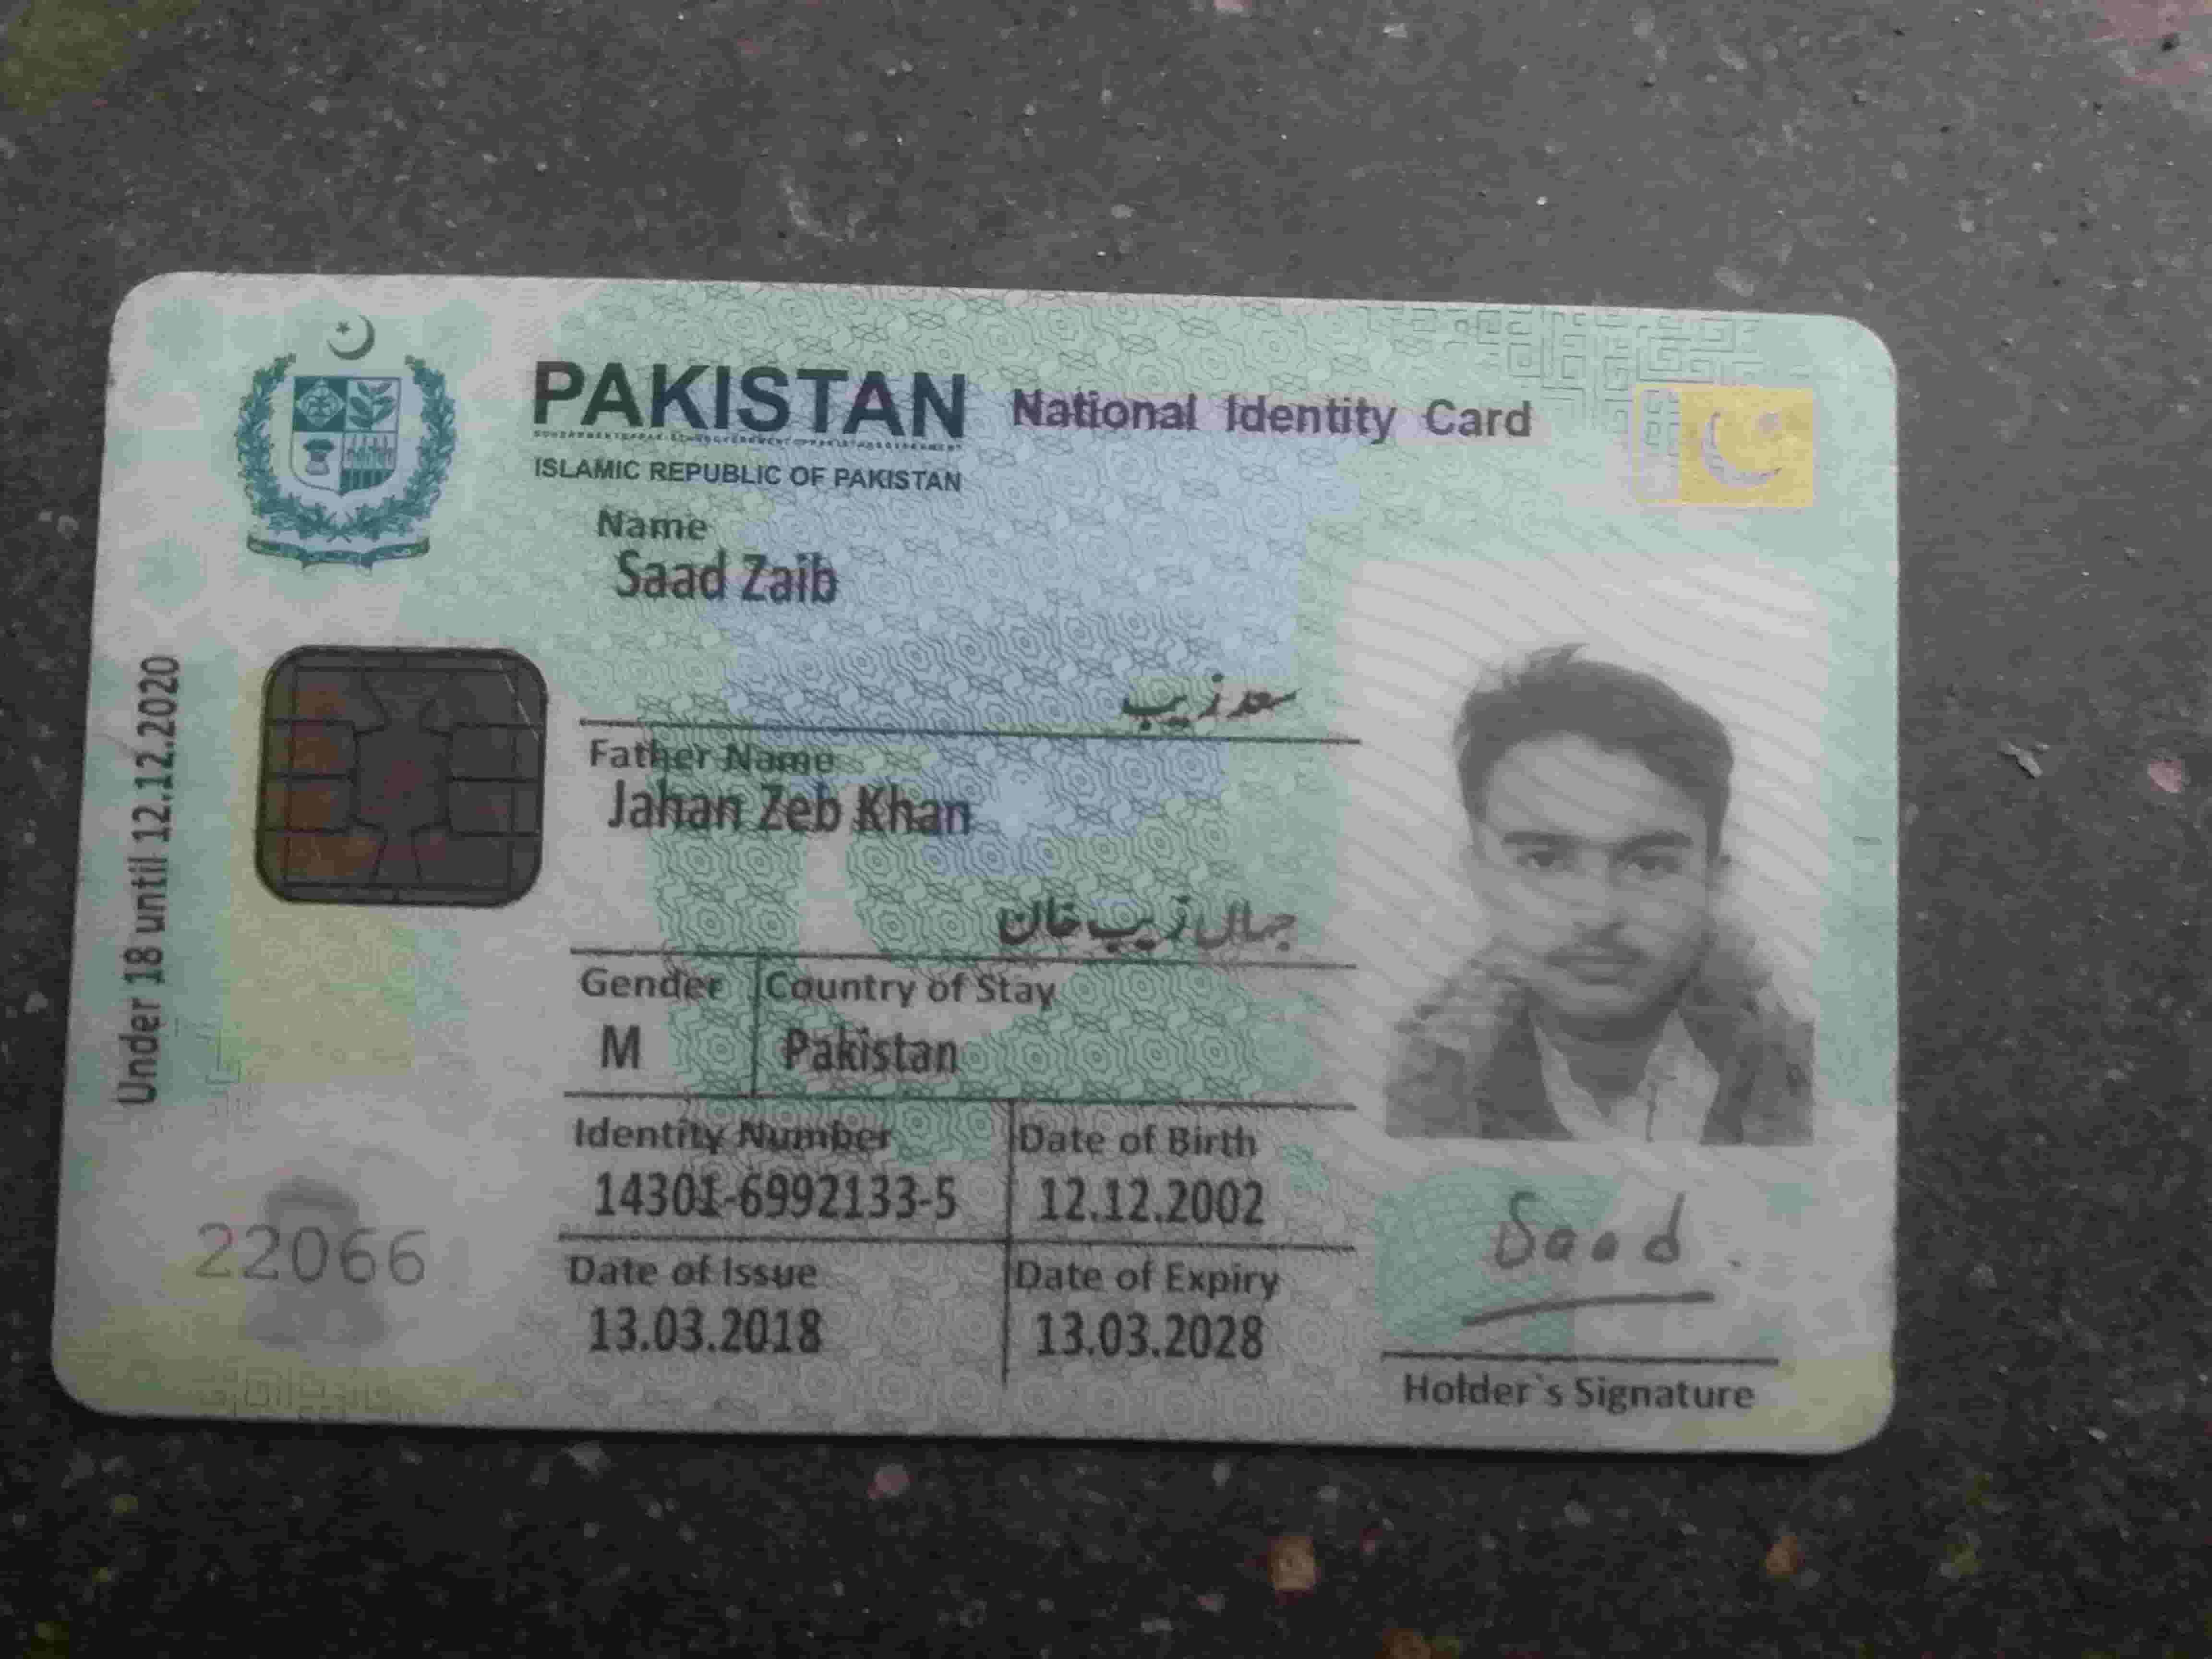 PAKISTAN National Identity Card
ISLAMIC REPUBLIC OF PAKISTAN
Name
Saad Zaib
سعد زیب
Father Name
Jahan Zeb Khan
جہاں زیب خان
Gender Country of Stay
M Pakistan
Identity Number Date of Birth
14301-6992133-5 12.12.2002
Date of Issue Date of Expiry
13.03.2018 13.03.2028
Under 18 until 12.12.2020
22066
Saad
Holder`s Signature